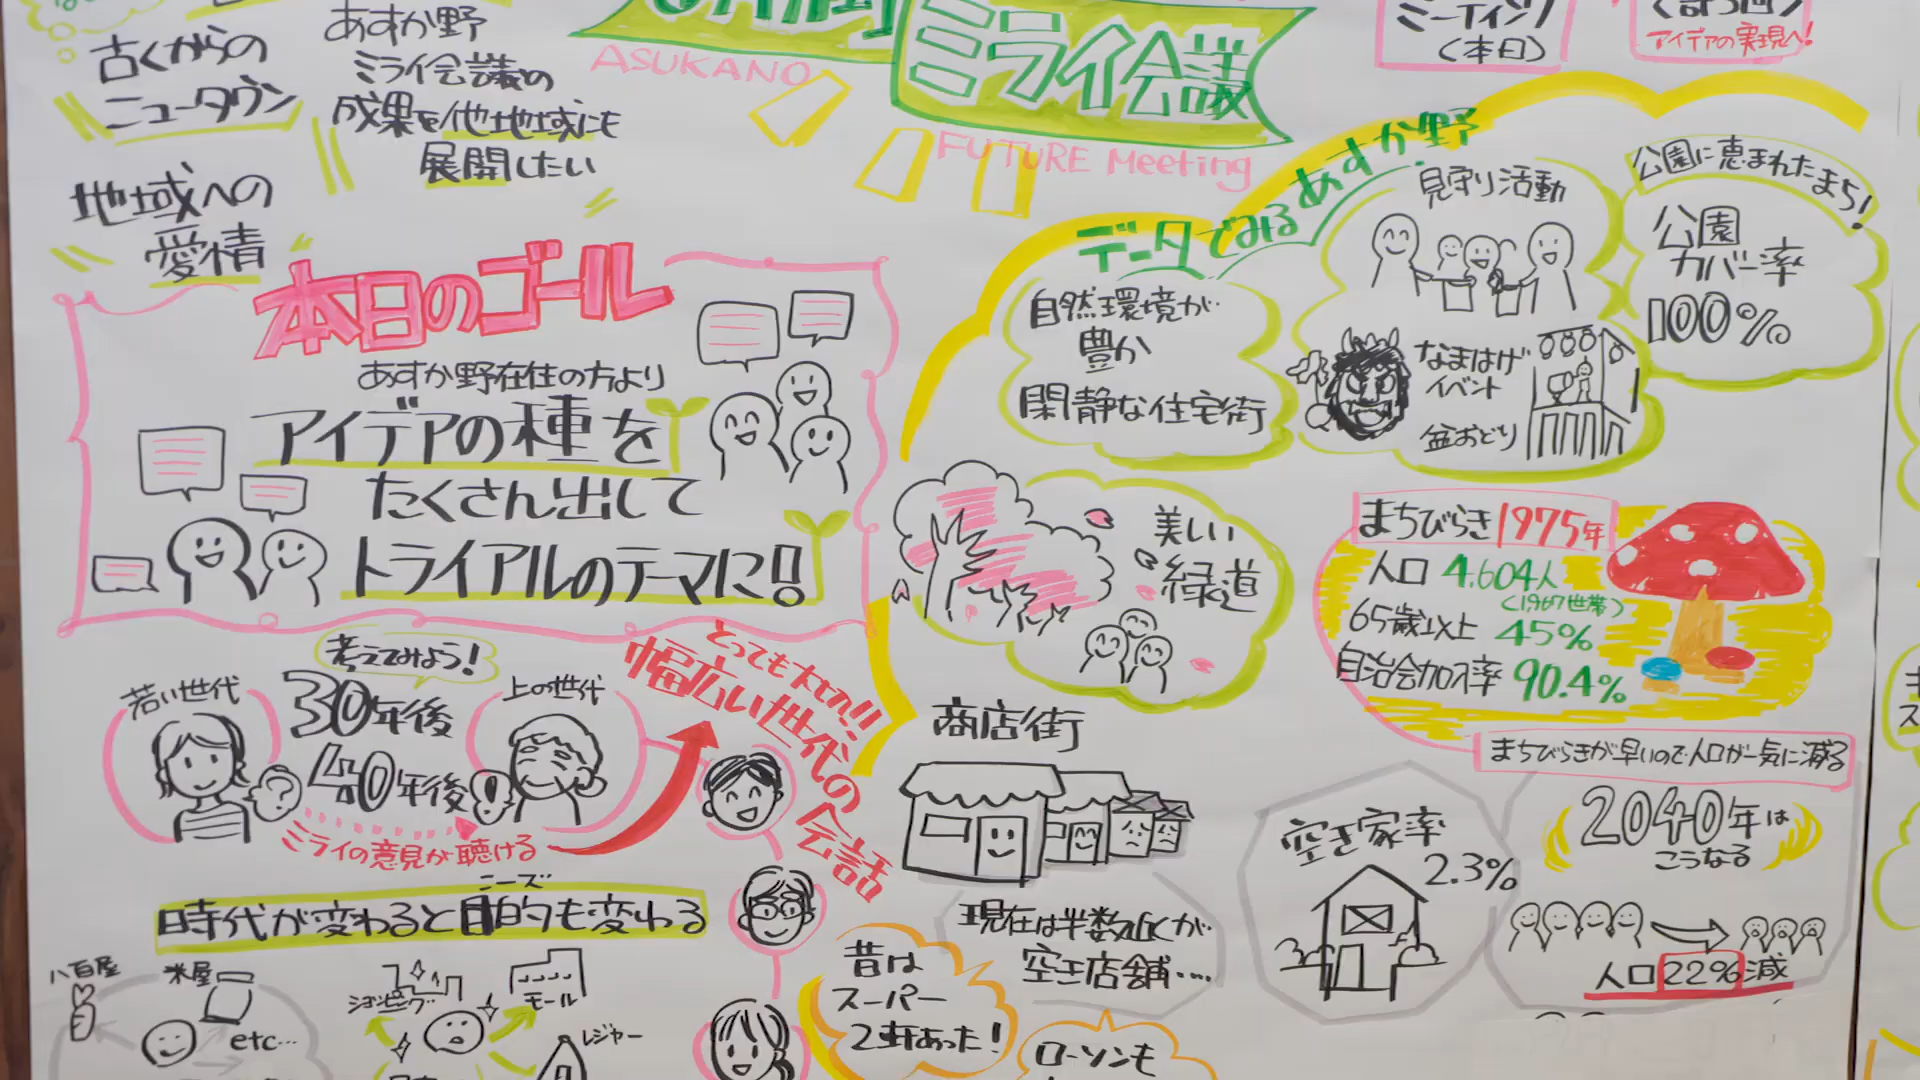 古くからの
ニュータウン
あすか野
ミライ会議の
成果を他地域にも
展開したい
地域への
愛情
ASUKANO
ミライ会議
FUTURE Meeting
ミーティング
(本日)
アイデアの実現へ!
本日のゴール
あすか野在住の方より
アイデアの種を
たくさん出して
トライアルのテーマに!!
データでみるあすか野
自然環境が
豊か
閑静な住宅街
見守り活動
なまはげ
イベント
盆おどり
公園に恵まれたまち!
公園
カバー率
100%
美しい
緑道
まちびらき1975年
人口 4,604人
(1967世帯)
65歳以上 45%
自治会加入率 90.4%
まちびらきが早いので人口が一気に減る
2040年は
こうなる
人口22%減
空き家率
2.3%
商店街
現在は半数近くが
空き店舗....
昔は
スーパー
2軒あった!
ローソンも
考えてみよう!
若い世代
30年後
40年後
上の世代
ミライの意見が聴ける
とっても大切!!
幅広い世代の
会話
ニーズ
時代が変わると目的も変わる
八百屋
米屋
etc...
ショッピング
モール
レジャー